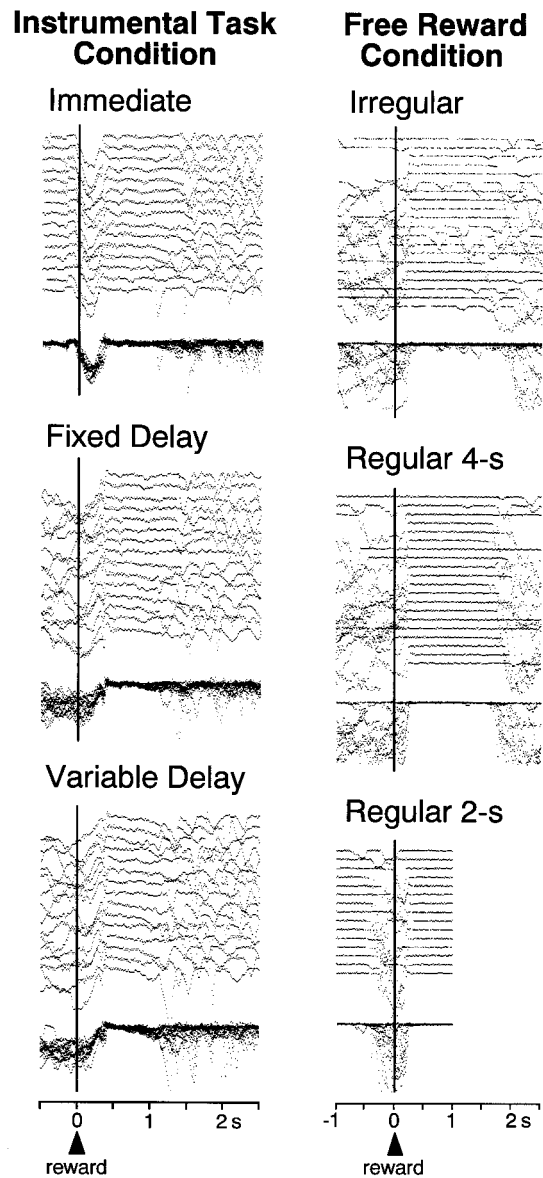 Instrumental Task
Condition
Immediate
Fixed Delay
Variable Delay
0 1 2 s
reward
Free Reward
Condition
Irregular
Regular 4-s
Regular 2-s
-1 0 1 2 s
reward